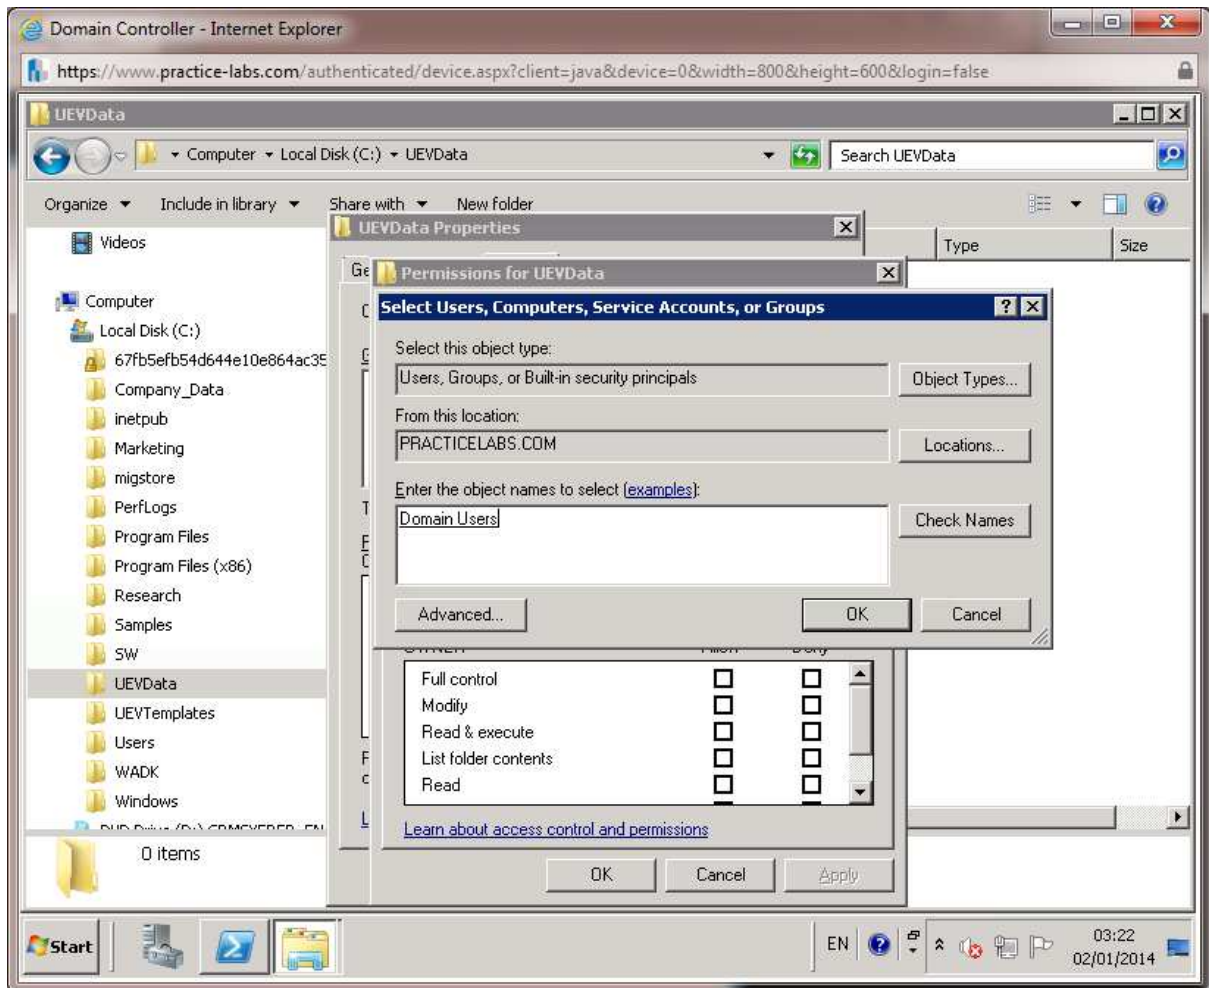 Domain Controller - Internet Explorer
https://www.practice-labs.com/authenticated/device.aspx?client=java&device=0&width=800&height=600&login=false
UEVData
Computer Local Disk (C:) UEVData
Search UEVData
Organize Include in library Share with New folder
Videos
UEVData Properties
Type Size
Ge
Permissions for UEVData
Computer
Select Users, Computers, Service Accounts, or Groups
Local Disk (C:)
67fb5efb54d644e10e864ac35
Company_Data
inetpub
Marketing
migstore
PerfLogs
Program Files
Program Files (x86)
Research
Samples
SW
UEVData
UEVTemplates
Users
WADK
Windows
Select this object type:
Users, Groups, or Built-in security principals
Object Types...
From this location:
PRACTICELABS.COM
Locations...
Enter the object names to select (examples):
Domain Users
Check Names
Advanced...
OK
Cancel
Full control
Modify
Read & execute
List folder contents
Read
Learn about access control and permissions
OK
Cancel
Apply
0 items
Start
EN
03:22
02/01/2014